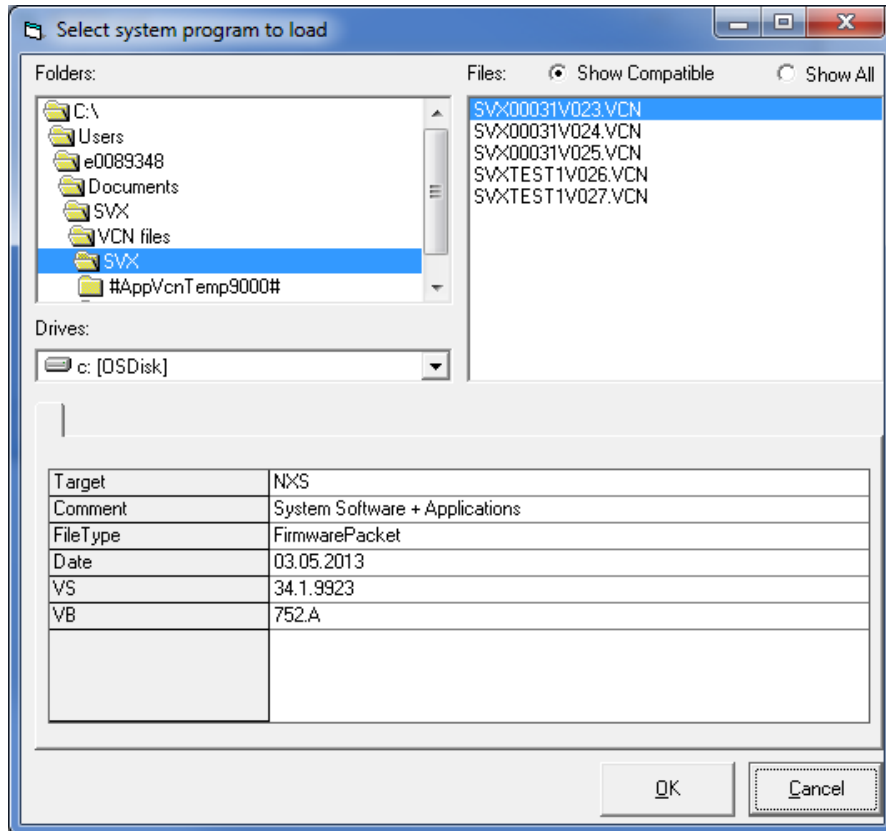 Select system program to load
Folders:
Files:
Show Compatible
Show All
C:\
Users
e0089348
Documents
SVX
VCN files
SVX
#AppVcnTemp9000#
SVX00031V023.VCN
SVX00031V024.VCN
SVX00031V025.VCN
SVXTEST1V026.VCN
SVXTEST1V027.VCN
Drives:
c: [OSDisk]
Target NXS
Comment System Software + Applications
FileType FirmwarePacket
Date 03.05.2013
VS 34.1.9923
VB 752.A
OK
Cancel